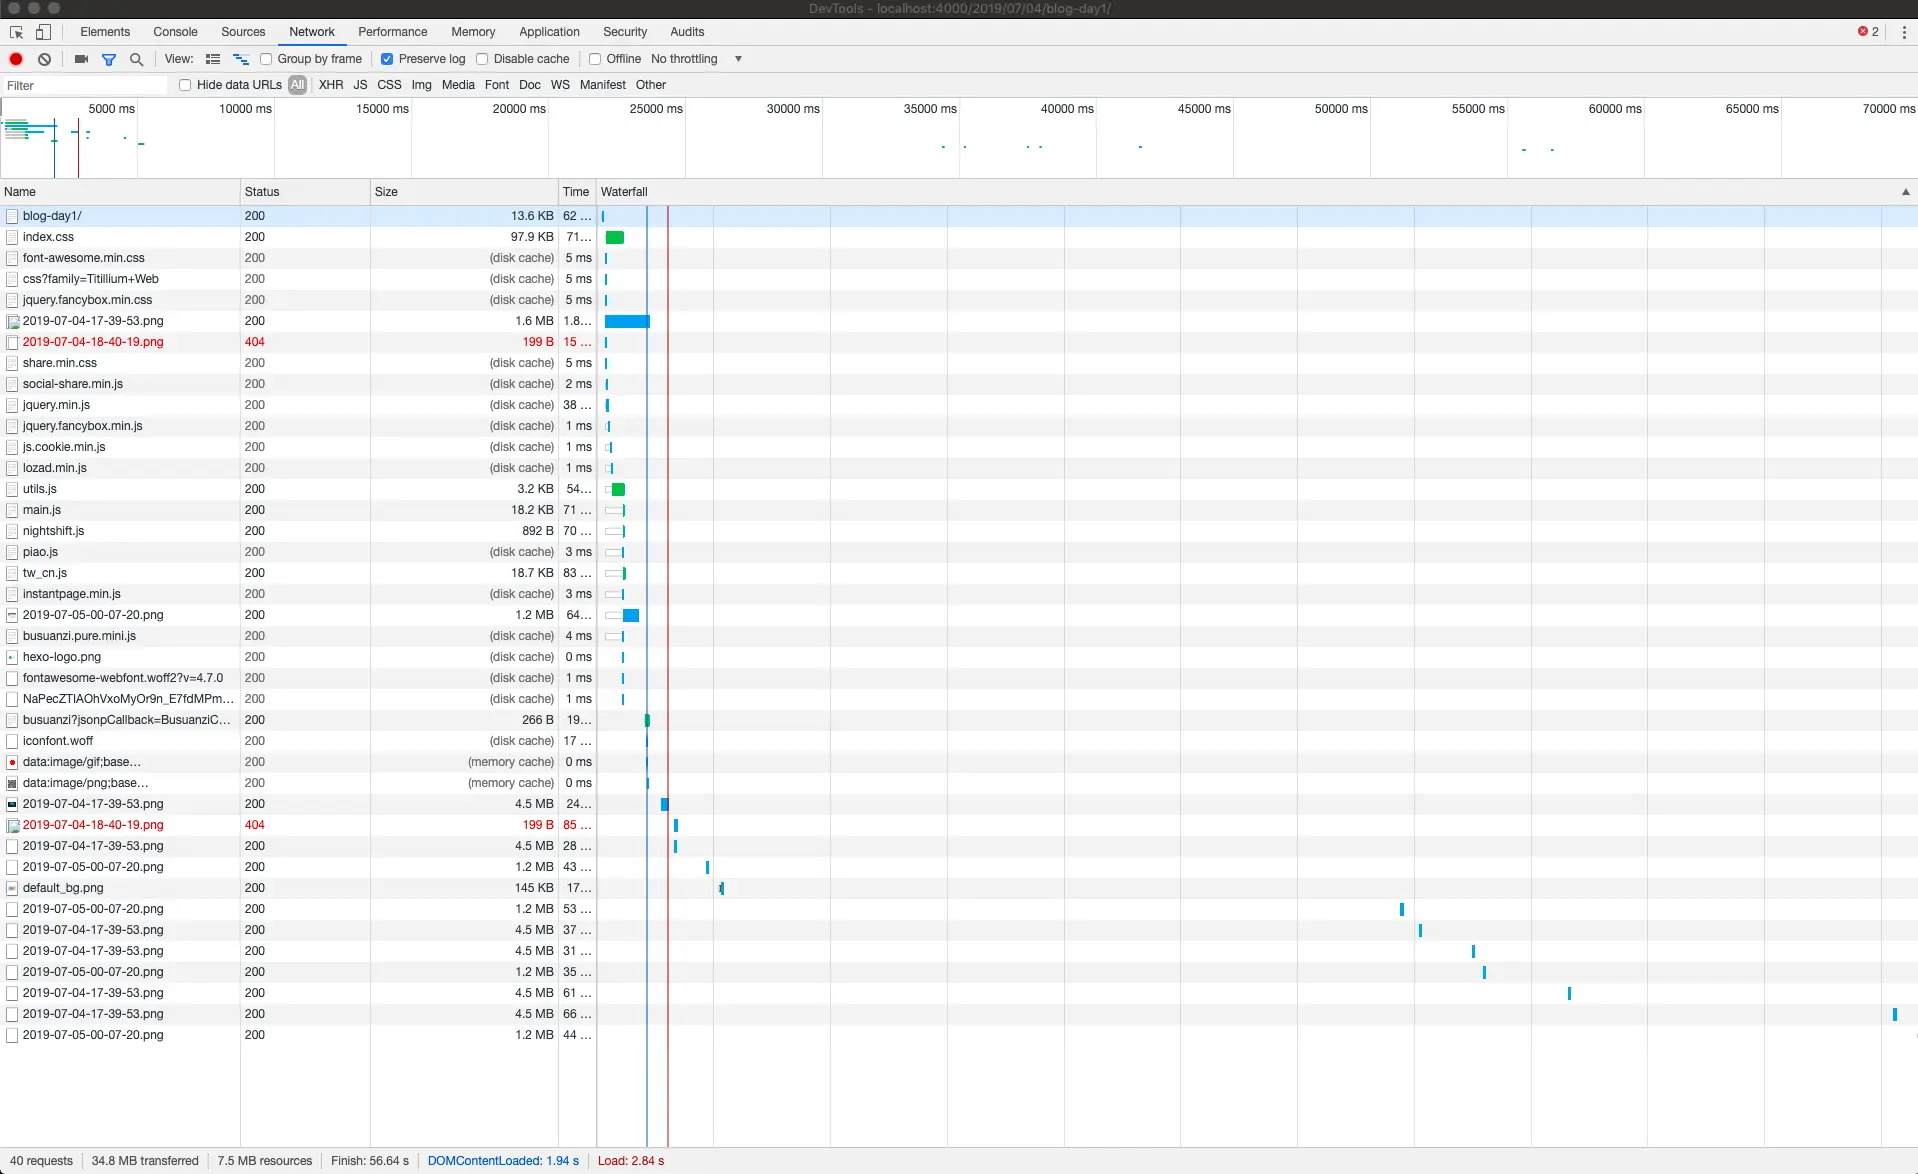 DevTools - localhost:4000/2019/07/04/blog-day1/
Elements Console Sources Network Performance Memory Application Security Audits 2
View: Group by frame Preserve log Disable cache Offline No throttling
Filter Hide data URLs All XHR JS CSS Img Media Font Doc WS Manifest Other
5000 ms 10000 ms 15000 ms 20000 ms 25000 ms 30000 ms 35000 ms 40000 ms 45000 ms 50000 ms 55000 ms 60000 ms 65000 ms 70000 ms
Name Status Size Time Waterfall
blog-day1/ 200 13.6 KB 62 ...
index.css 200 97.9 KB 71...
font-awesome.min.css 200 (disk cache) 5 ms
css?family=Titillium+Web 200 (disk cache) 5 ms
jquery.fancybox.min.css 200 (disk cache) 5 ms
2019-07-04-17-39-53.png 200 1.6 MB 1.8...
2019-07-04-18-40-19.png 404 199 B 15 ...
share.min.css 200 (disk cache) 5 ms
social-share.min.js 200 (disk cache) 2 ms
jquery.min.js 200 (disk cache) 38 ...
jquery.fancybox.min.js 200 (disk cache) 1 ms
js.cookie.min.js 200 (disk cache) 1 ms
lozad.min.js 200 (disk cache) 1 ms
utils.js 200 3.2 KB 54...
main.js 200 18.2 KB 71 ...
nightshift.js 200 892 B 70 ...
piao.js 200 (disk cache) 3 ms
tw_cn.js 200 18.7 KB 83 ...
instantpage.min.js 200 (disk cache) 3 ms
2019-07-05-00-07-20.png 200 1.2 MB 64...
busuanzi.pure.mini.js 200 (disk cache) 4 ms
hexo-logo.png 200 (disk cache) 0 ms
fontawesome-webfont.woff2?v=4.7.0 200 (disk cache) 1 ms
NaPecZTIAOhVxoMyOr9n_E7fdMPm... 200 (disk cache) 1 ms
busuanzi?jsonpCallback=BusuanziC... 200 266 B 19...
iconfont.woff 200 (disk cache) 17 ...
data:image/gif;base... 200 (memory cache) 0 ms
data:image/png;base... 200 (memory cache) 0 ms
2019-07-04-17-39-53.png 200 4.5 MB 24...
2019-07-04-18-40-19.png 404 199 B 85 ...
2019-07-04-17-39-53.png 200 4.5 MB 28 ...
2019-07-05-00-07-20.png 200 1.2 MB 43 ...
default_bg.png 200 145 KB 17...
2019-07-05-00-07-20.png 200 1.2 MB 53 ...
2019-07-04-17-39-53.png 200 4.5 MB 37 ...
2019-07-04-17-39-53.png 200 4.5 MB 31 ...
2019-07-05-00-07-20.png 200 1.2 MB 35 ...
2019-07-04-17-39-53.png 200 4.5 MB 61 ...
2019-07-04-17-39-53.png 200 4.5 MB 66 ...
2019-07-05-00-07-20.png 200 1.2 MB 44 ...
40 requests 34.8 MB transferred 7.5 MB resources Finish: 56.64 s DOMContentLoaded: 1.94 s Load: 2.84 s